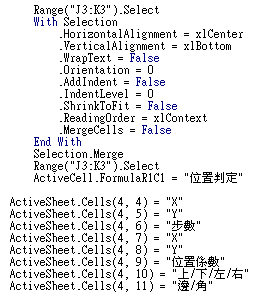 Range("J3:K3").Select
With Selection
.HorizontalAlignment = xlCenter
.VerticalAlignment = xlBottom
.WrapText = False
.Orientation = 0
.AddIndent = False
.IndentLevel = 0
.ShrinkToFit = False
.ReadingOrder = xlContext
.MergeCells = False
End With
Selection.Merge
Range("J3:K3").Select
ActiveCell.FormulaR1C1 = "位置判定"
ActiveSheet.Cells(4, 4) = "X"
ActiveSheet.Cells(4, 5) = "Y"
ActiveSheet.Cells(4, 6) = "步數"
ActiveSheet.Cells(4, 7) = "X"
ActiveSheet.Cells(4, 8) = "Y"
ActiveSheet.Cells(4, 9) = "位置係數"
ActiveSheet.Cells(4, 10) = "上/下/左/右"
ActiveSheet.Cells(4, 11) = "邊/角"